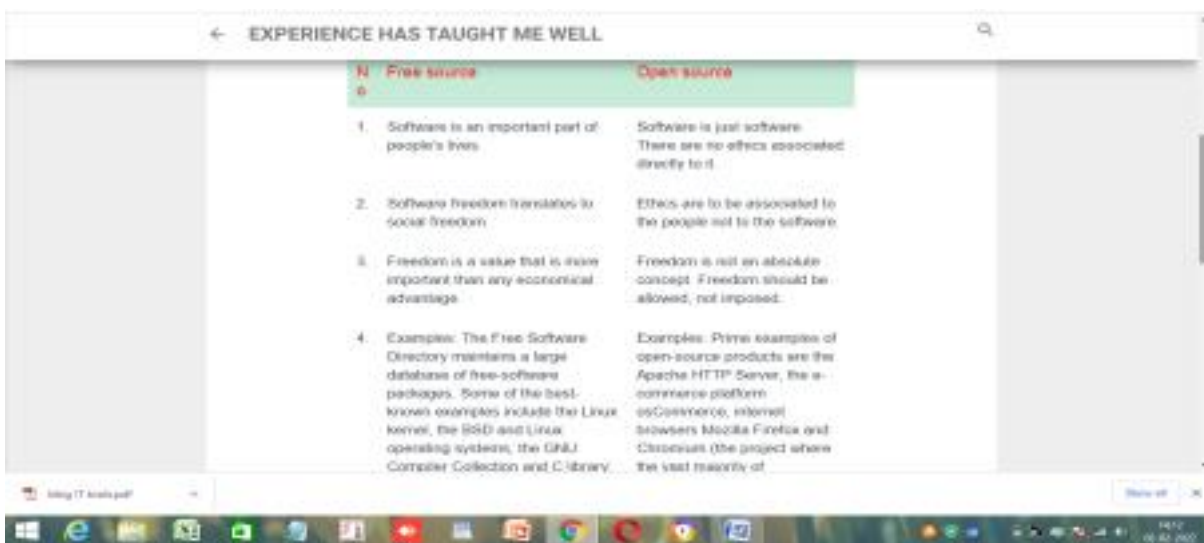 EXPERIENCE HAS TAUGHT ME WELL
N
o
Free source
Open source
1. Software is an important part of
people's lives
Software is just software
There are no ethics associated
directly to it
2. Software freedom translates to
social freedom
Ethics are to be associated to
the people not to the software
3. Freedom is a value that is more
important than any economical
advantage
Freedom is not an absolute
concept. Freedom should be
allowed, not imposed.
4. Examples: The Free Software
Directory maintains a large
database of free-software
packages. Some of the best-
known examples include the Linux
kernel, the BSD and Linux
operating systems, the GNU
Compiler Collection and C library
Examples: Prime examples of
open-source products are the
Apache HTTP Server, the e-
commerce platform
osCommerce, internet
browsers Mozilla Firefox and
Chromium (the project where
the vast majority of
Show all